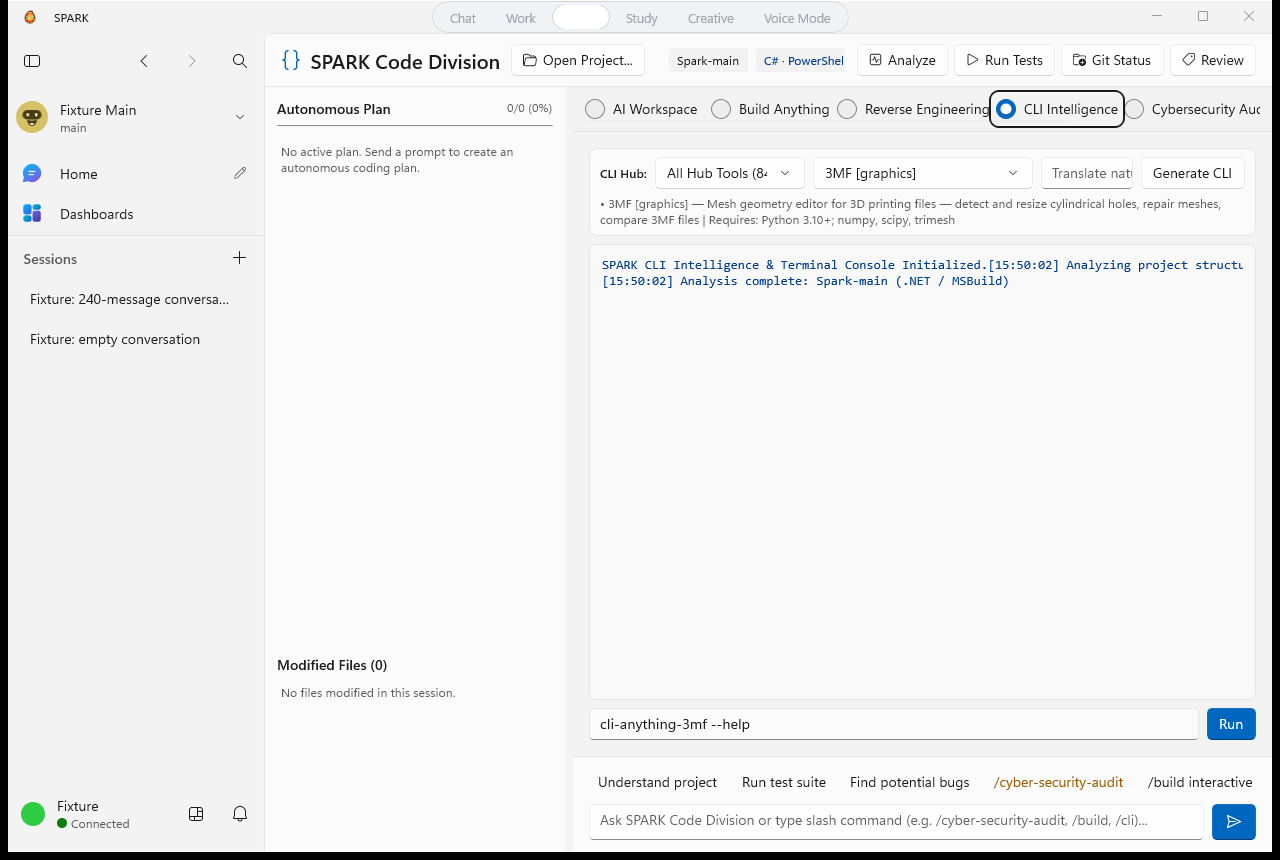 SPARK
Chat
Work
Study
Creative
Voice Mode
{} SPARK Code Division
Open Project...
Spark-main
C# · PowerShel
Analyze
Run Tests
Git Status
Review
Fixture Main
main
Home
Dashboards
Sessions
Fixture: 240-message conversa...
Fixture: empty conversation
Fixture
Connected
Autonomous Plan
0/0 (0%)
No active plan. Send a prompt to create an
autonomous coding plan.
Modified Files (0)
No files modified in this session.
AI Workspace
Build Anything
Reverse Engineering
CLI Intelligence
Cybersecurity Auc
CLI Hub:
All Hub Tools (84
3MF [graphics]
Translate natu
Generate CLI
• 3MF [graphics] — Mesh geometry editor for 3D printing files — detect and resize cylindrical holes, repair meshes,
compare 3MF files | Requires: Python 3.10+; numpy, scipy, trimesh
SPARK CLI Intelligence & Terminal Console Initialized.[15:50:02] Analyzing project structu
[15:50:02] Analysis complete: Spark-main (.NET / MSBuild)
cli-anything-3mf --help
Run
Understand project
Run test suite
Find potential bugs
/cyber-security-audit
/build interactive
Ask SPARK Code Division or type slash command (e.g. /cyber-security-audit, /build, /cli)...